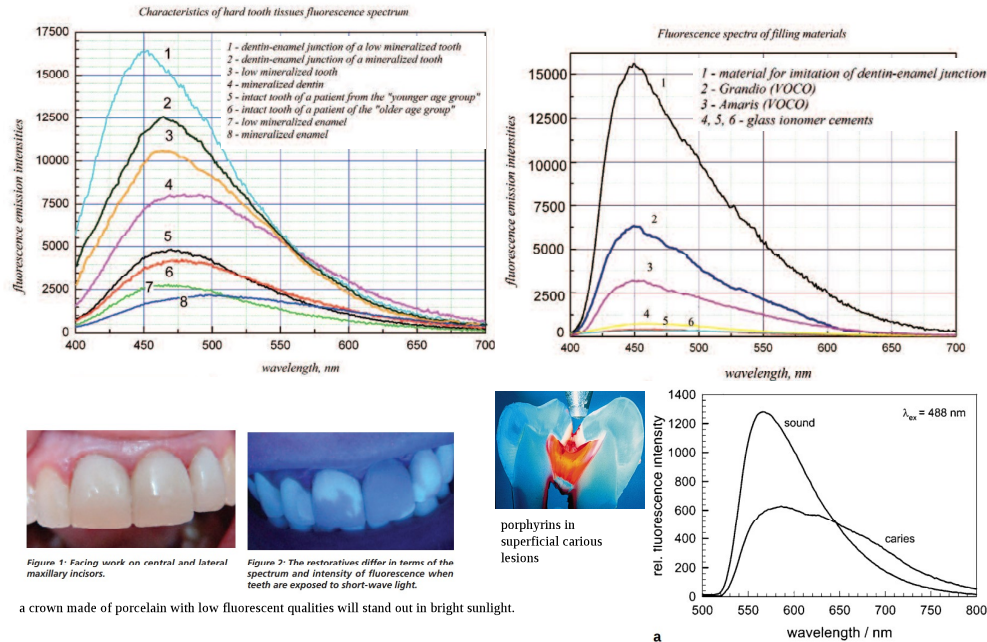 Characteristics of hard tooth tissues fluorescence spectrum
17500
15000
12500
10000
7500
5000
2500
0
fluorescence emission intensities
1
2
3
4
5
6
7
8
1 - dentin-enamel junction of a low mineralized tooth
2 - dentin-enamel junction of a mineralized tooth
3 - low mineralized tooth
4 - mineralized dentin
5 - intact tooth of a patient from the "younger age group"
6 - intact tooth of a patient of the "older age group"
7 - low mineralized enamel
8 - mineralized enamel
400 450 500 550 600 650 700
wavelength, nm
Fluorescence spectra of filling materials
15000
12500
10000
7500
5000
2500
0
fluorescence emission intensities
1
2
3
4 5 6
1 - material for imitation of dentin-enamel junction
2 - Grandio (VOCO)
3 - Amaris (VOCO)
4, 5, 6 - glass ionomer cements
400 450 500 550 600 650 700
wavelength, nm
Figure 1: Facing work on central and lateral
maxillary incisors.
Figure 2: The restoratives differ in terms of the
spectrum and intensity of fluorescence when
teeth are exposed to short-wave light.
a crown made of porcelain with low fluorescent qualities will stand out in bright sunlight.
porphyrins in
superficial carious
lesions
1400
1200
1000
800
600
400
200
0
rel. fluorescence intensity
λex = 488 nm
sound
caries
500 550 600 650 700 750 800
wavelength / nm
a